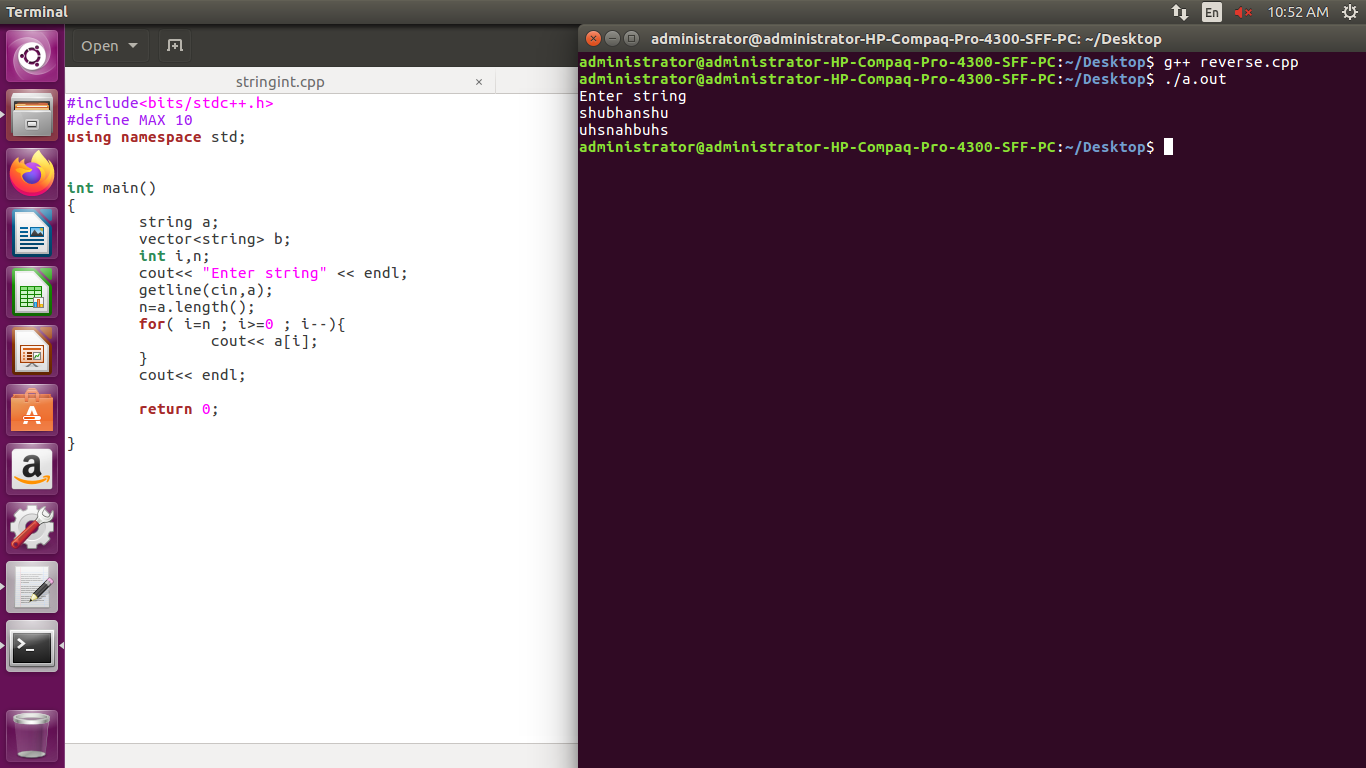 Terminal
En
10:52 AM
Open
stringint.cpp
#include<bits/stdc++.h>
#define MAX 10
using namespace std;
int main()
{
string a;
vector<string> b;
int i,n;
cout<< "Enter string" << endl;
getline(cin,a);
n=a.length();
for( i=n ; i>=0 ; i--){
cout<< a[i];
}
cout<< endl;
return 0;
}
administrator@administrator-HP-Compaq-Pro-4300-SFF-PC: ~/Desktop
administrator@administrator-HP-Compaq-Pro-4300-SFF-PC:~/Desktop$ g++ reverse.cpp
administrator@administrator-HP-Compaq-Pro-4300-SFF-PC:~/Desktop$ ./a.out
Enter string
shubhanshu
uhsnahbuhs
administrator@administrator-HP-Compaq-Pro-4300-SFF-PC:~/Desktop$